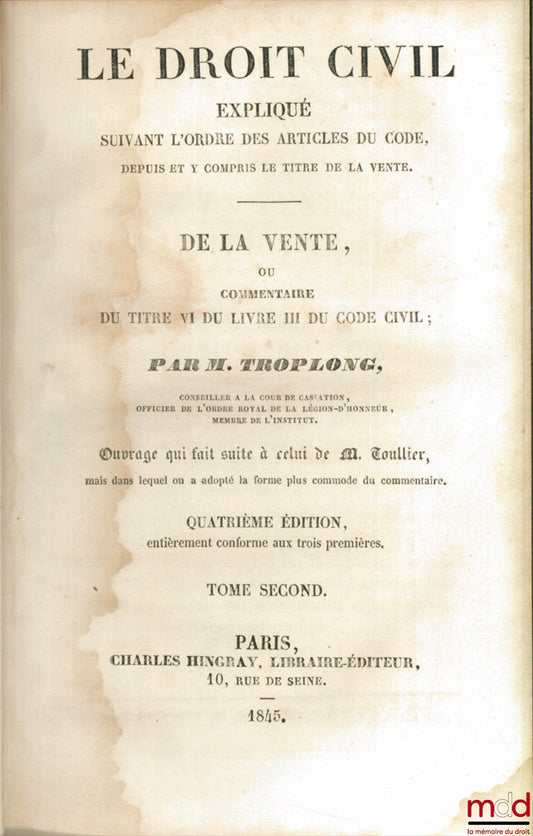 LE DROIT CIVIL
EXPLIQUÉ
SUIVANT L'ORDRE DES ARTICLES DU CODE,
DEPUIS ET Y COMPRIS LE TITRE DE LA VENTE.
DE LA VENTE,
OU
COMMENTAIRE
DU TITRE VI DU LIVRE III DU CODE CIVIL;
PAR M. TROPLONG,
CONSEILLER A LA COUR DE CASSATION,
OFFICIER DE L'ORDRE ROYAL DE LA LÉGION-D'HONNEUR,
MEMBRE DE L'INSTITUT.
Ouvrage qui fait suite à celui de M. Toullier,
mais dans lequel on a adopté la forme plus commode du commentaire.
QUATRIÈME ÉDITION,
entièrement conforme aux trois premières.
TOME SECOND.
PARIS,
CHARLES HINGRAY, LIBRAIRE-ÉDITEUR,
10, RUE DE SEINE.
1845.
mdd
la mémoire du droit